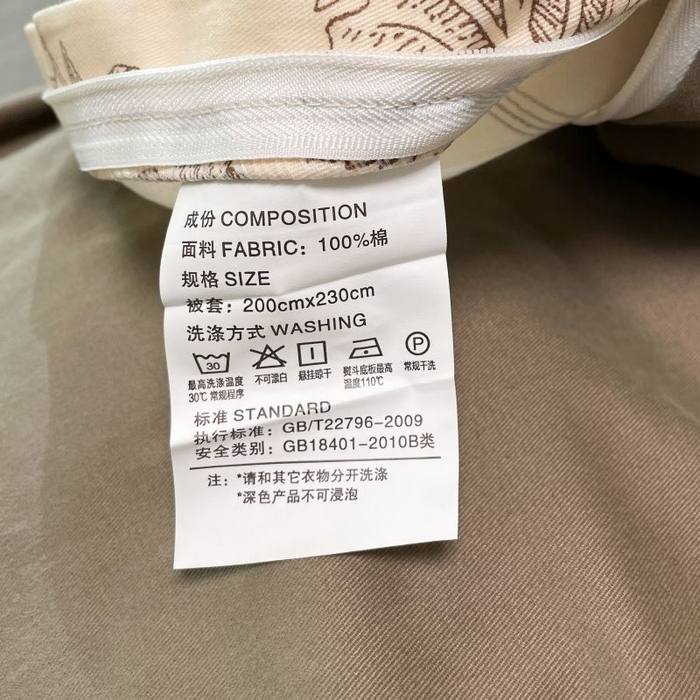 成份 COMPOSITION
面料 FABRIC: 100%棉
规格 SIZE
被套: 200cmx230cm
洗涤方式 WASHING
30 P
最高洗涤温度 不可漂白 悬挂晾干 熨斗底板最高 常规干洗
30℃ 常规程序 温度110℃
标准 STANDARD
执行标准: GB/T22796-2009
安全类别: GB18401-2010B类
注: *请和其它衣物分开洗涤
*深色产品不可浸泡